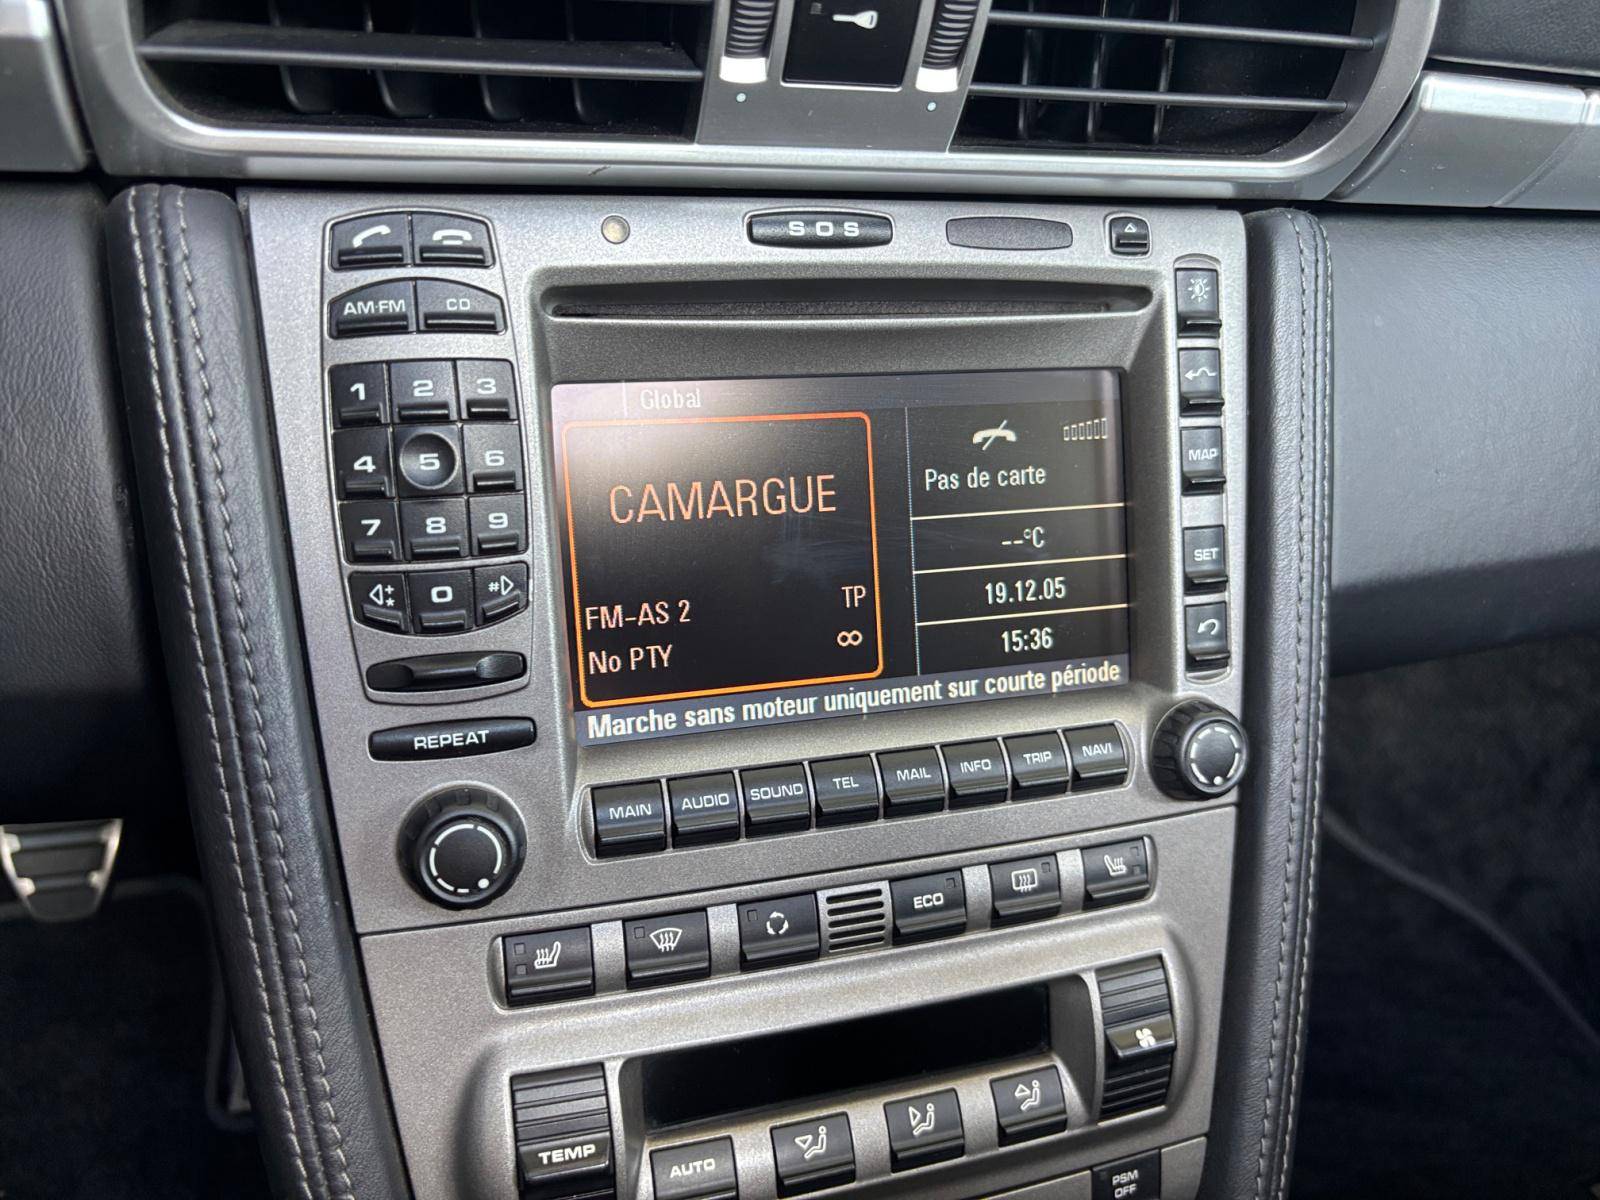 SOS
AM·FM CD
1 2 3
4 5 6
7 8 9
* 0 #
REPEAT
Global
CAMARGUE
FM-AS 2
TP
No PTY
∞
Pas de carte
--°C
19.12.05
15:36
Marche sans moteur uniquement sur courte période
MAP
SET
MAIN AUDIO SOUND TEL MAIL INFO TRIP NAVI
ECO
TEMP
AUTO
PSM
OFF